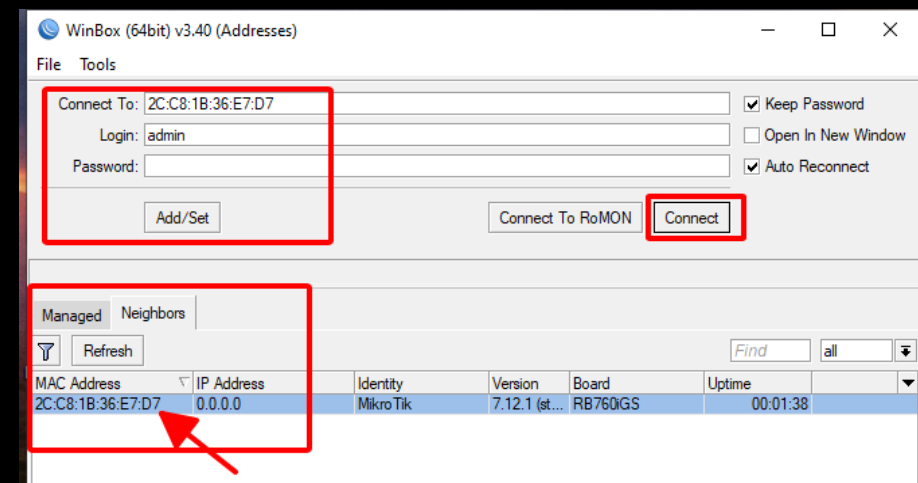 WinBox (64bit) v3.40 (Addresses)
File Tools
Connect To: 2C:C8:1B:36:E7:D7
Keep Password
Login: admin
Open In New Window
Password:
Auto Reconnect
Add/Set Connect To RoMON Connect
Managed Neighbors
Refresh Find all
MAC Address IP Address Identity Version Board Uptime
2C:C8:1B:36:E7:D7 0.0.0.0 MikroTik 7.12.1 (st... RB760iGS 00:01:38